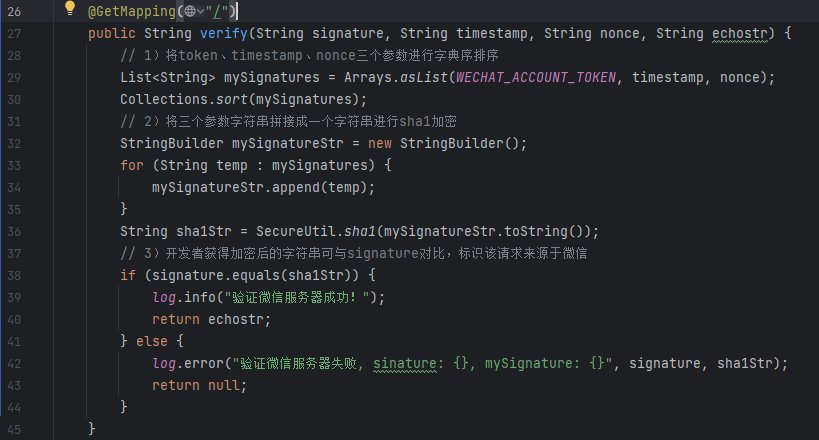 26 @GetMapping("/")
27 public String verify(String signature, String timestamp, String nonce, String echostr) {
28 // 1）将token、timestamp、nonce三个参数进行字典序排序
29 List<String> mySignatures = Arrays.asList(WECHAT_ACCOUNT_TOKEN, timestamp, nonce);
30 Collections.sort(mySignatures);
31 // 2）将三个参数字符串拼接成一个字符串进行sha1加密
32 StringBuilder mySignatureStr = new StringBuilder();
33 for (String temp : mySignatures) {
34 mySignatureStr.append(temp);
35 }
36 String sha1Str = SecureUtil.sha1(mySignatureStr.toString());
37 // 3）开发者获得加密后的字符串可与signature对比，标识该请求来源于微信
38 if (signature.equals(sha1Str)) {
39 log.info("验证微信服务器成功！");
40 return echostr;
41 } else {
42 log.error("验证微信服务器失败, sinature: {}, mySignature: {}", signature, sha1Str);
43 return null;
44 }
45 }